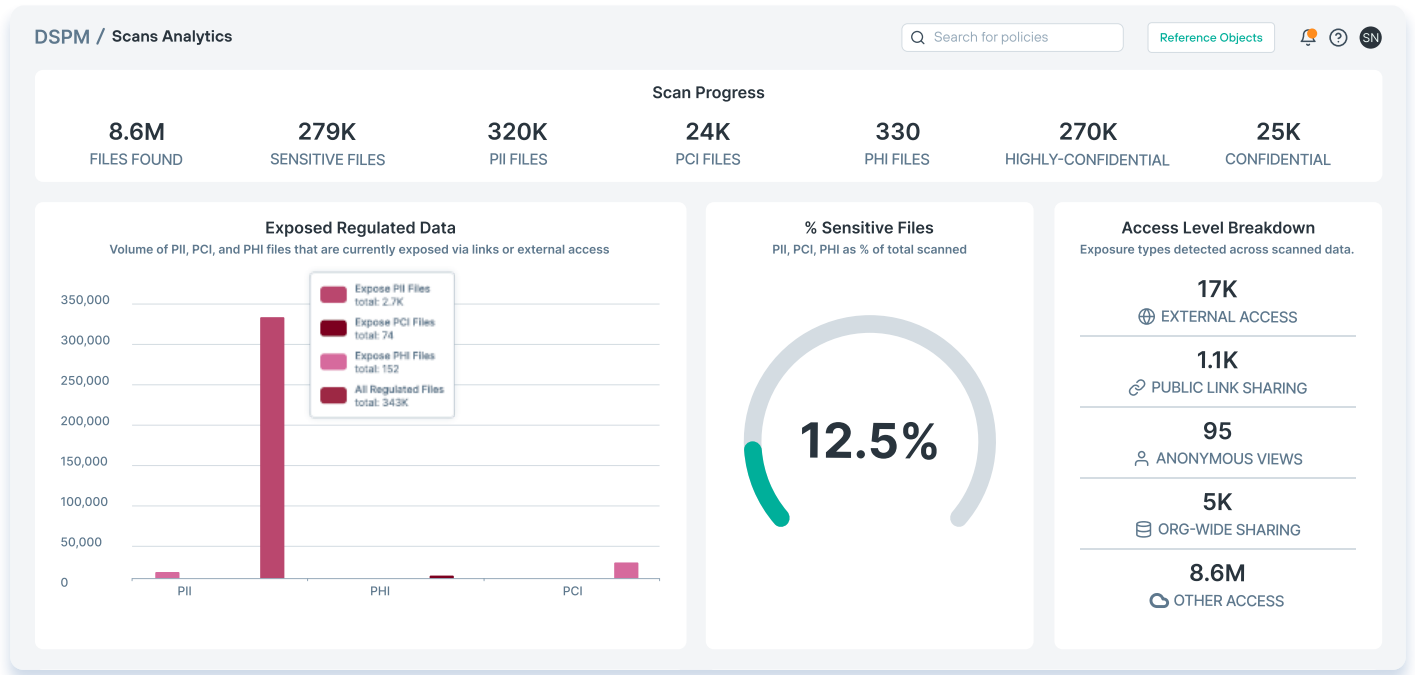 DSPM / Scans Analytics
Search for policies
Reference Objects
SN
Scan Progress
8.6M
FILES FOUND
279K
SENSITIVE FILES
320K
PII FILES
24K
PCI FILES
330
PHI FILES
270K
HIGHLY-CONFIDENTIAL
25K
CONFIDENTIAL
Exposed Regulated Data
Volume of PII, PCI, and PHI files that are currently exposed via links or external access
350,000
300,000
250,000
200,000
150,000
100,000
50,000
0
PII
PHI
PCI
Expose PII Files
total: 2.7K
Expose PCI Files
total: 74
Expose PHI Files
total: 152
All Regulated Files
total: 343K
% Sensitive Files
PII, PCI, PHI as % of total scanned
12.5%
Access Level Breakdown
Exposure types detected across scanned data.
17K
EXTERNAL ACCESS
1.1K
PUBLIC LINK SHARING
95
ANONYMOUS VIEWS
5K
ORG-WIDE SHARING
8.6M
OTHER ACCESS